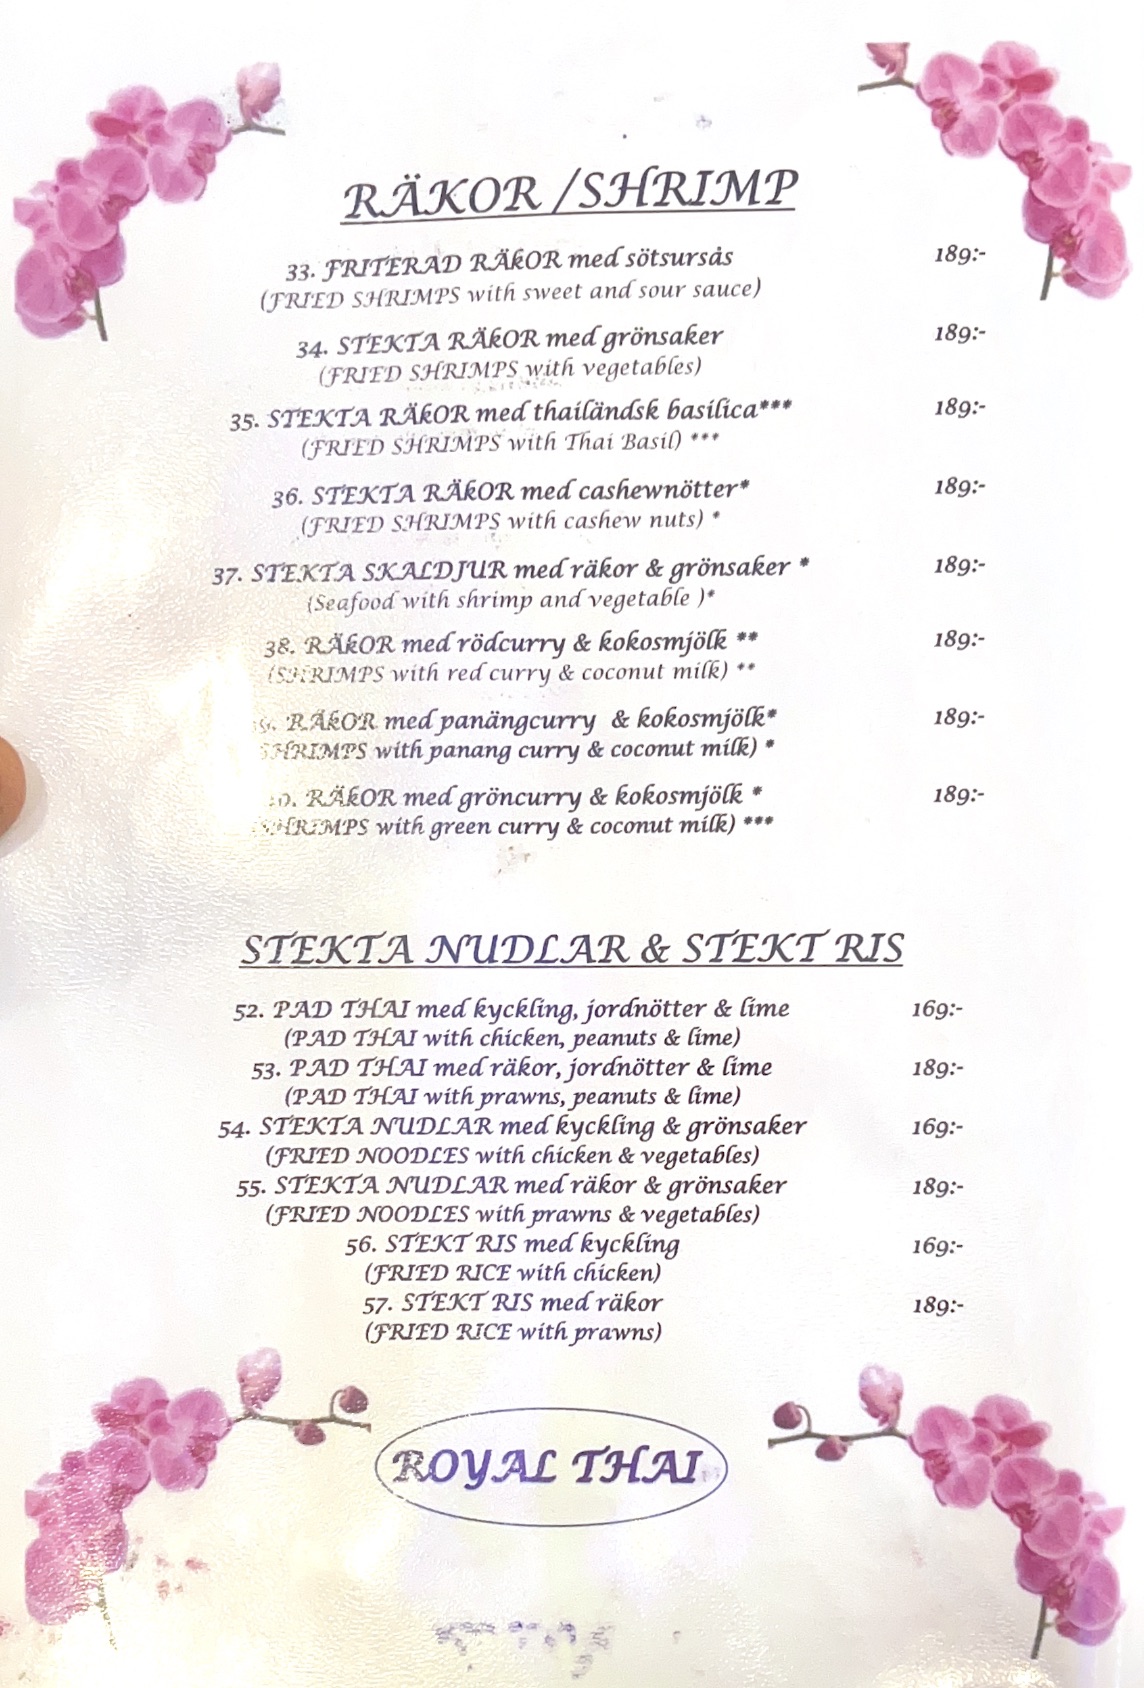 RÄKOR /SHRIMP
33. FRITERAD RÄkOR med sötsursås 189:-
(FRIED SHRIMPS with sweet and sour sauce)
34. STEKTA RÄkOR med grönsaker 189:-
(FRIED SHRIMPS with vegetables)
35. STEKTA RÄkOR med thailändsk basilica*** 189:-
(FRIED SHRIMPS with Thai Basil) ***
36. STEKTA RÄkOR med cashewnötter* 189:-
(FRIED SHRIMPS with cashew nuts) *
37. STEKTA SKALDJUR med räkor & grönsaker * 189:-
(Seafood with shrimp and vegetable )*
38. RÄkOR med rödcurry & kokosmjölk ** 189:-
(SHRIMPS with red curry & coconut milk) **
RÄkOR med panängcurry & kokosmjölk* 189:-
SHRIMPS with panang curry & coconut milk) *
RÄkOR med gröncurry & kokosmjölk * 189:-
(SHRIMPS with green curry & coconut milk) ***
STEKTA NUDLAR & STEKT RIS
52. PAD THAI med kyckling, jordnötter & lime 169:-
(PAD THAI with chicken, peanuts & lime)
53. PAD THAI med räkor, jordnötter & lime 189:-
(PAD THAI with prawns, peanuts & lime)
54. STEKTA NUDLAR med kyckling & grönsaker 169:-
(FRIED NOODLES with chicken & vegetables)
55. STEKTA NUDLAR med räkor & grönsaker 189:-
(FRIED NOODLES with prawns & vegetables)
56. STEKT RIS med kyckling 169:-
(FRIED RICE with chicken)
57. STEKT RIS med räkor 189:-
(FRIED RICE with prawns)
ROYAL THAI